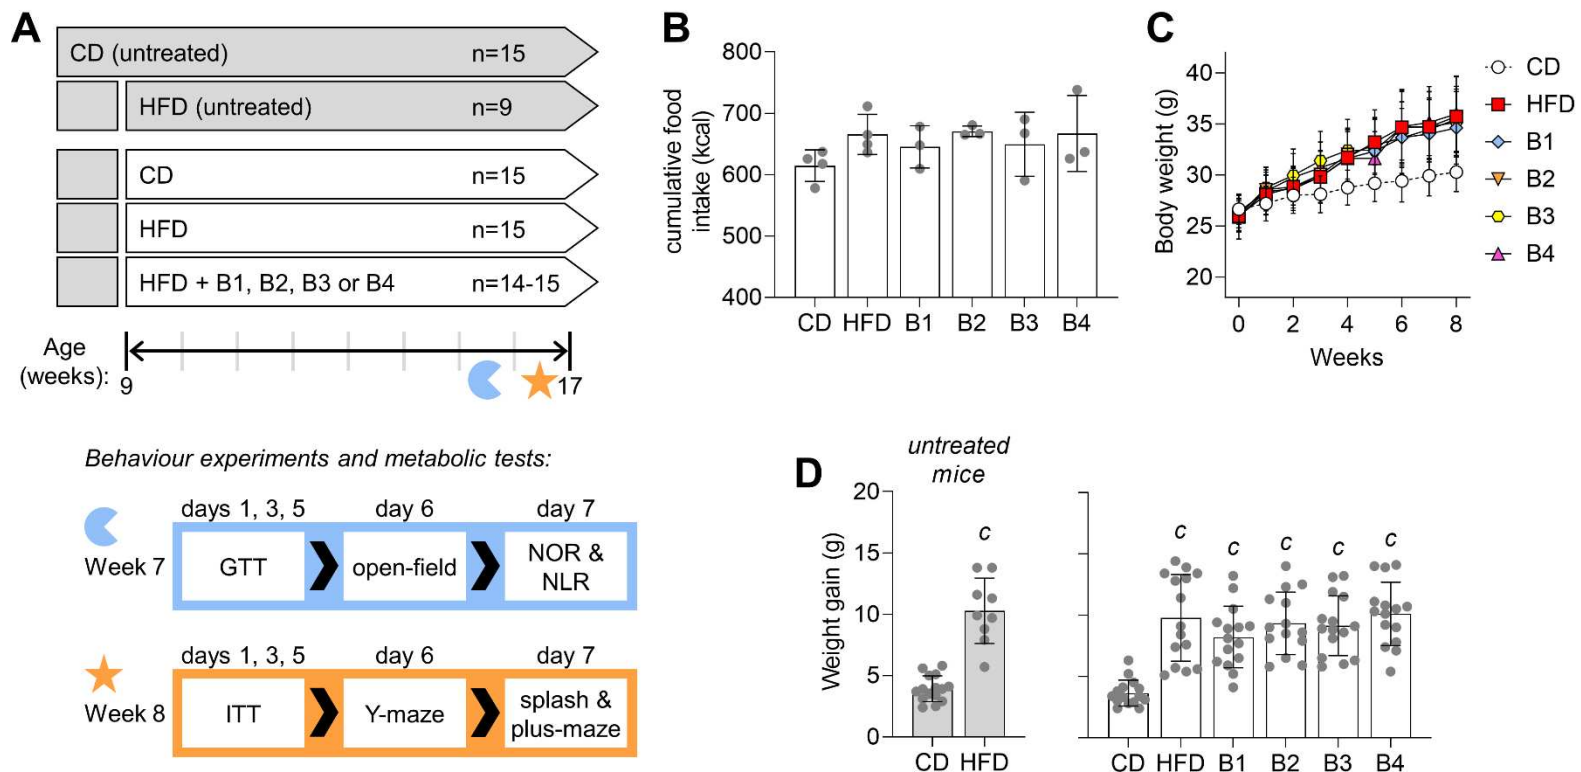 A
CD (untreated) n=15
HFD (untreated) n=9
CD n=15
HFD n=15
HFD + B1, B2, B3 or B4 n=14-15
Age
(weeks):
9
17
Behaviour experiments and metabolic tests:
days 1, 3, 5 day 6 day 7
Week 7
GTT
open-field
NOR &
NLR
days 1, 3, 5 day 6 day 7
Week 8
ITT
Y-maze
splash &
plus-maze
B
cumulative food
intake (kcal)
800
700
600
500
400
CD HFD B1 B2 B3 B4
C
Body weight (g)
40
35
30
25
20
0 2 4 6 8
Weeks
CD
HFD
B1
B2
B3
B4
D
untreated
mice
Weight gain (g)
20
15
10
5
0
c
CD HFD
c c c c c
CD HFD B1 B2 B3 B4